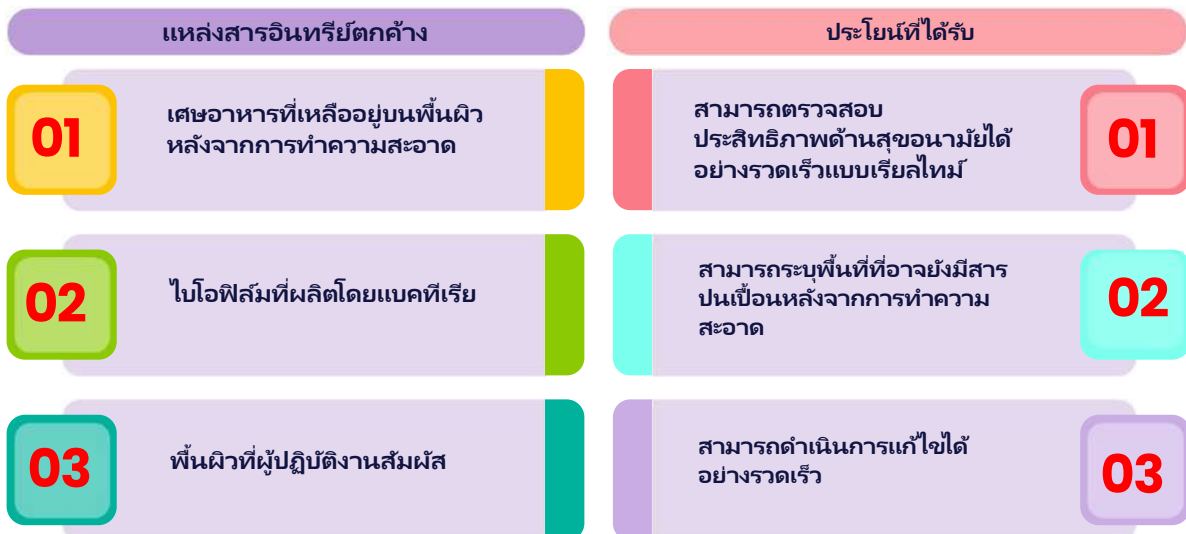 แหล่งสารอินทรีย์ตกค้าง
01
เศษอาหารที่เหลืออยู่บนพื้นผิว
หลังจากการทำความสะอาด
02
ไบโอฟิล์มที่ผลิตโดยแบคทีเรีย
03
พื้นผิวที่ผู้ปฏิบัติงานสัมผัส
ประโยน์ที่ได้รับ
สามารถตรวจสอบ
ประสิทธิภาพด้านสุขอนามัยได้
อย่างรวดเร็วแบบเรียลไทม์
01
สามารถระบุพื้นที่ที่อาจยังมีสาร
ปนเปื้อนหลังจากการทำความ
สะอาด
02
สามารถดำเนินการแก้ไขได้
อย่างรวดเร็ว
03